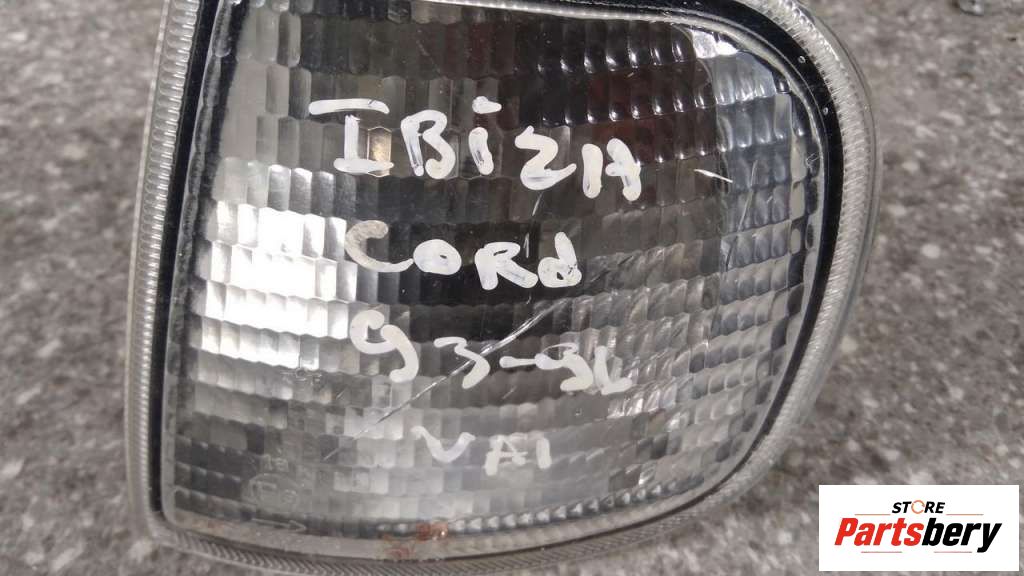 IBiZA
CORd
93-96
VAI
STORE
Partsbery